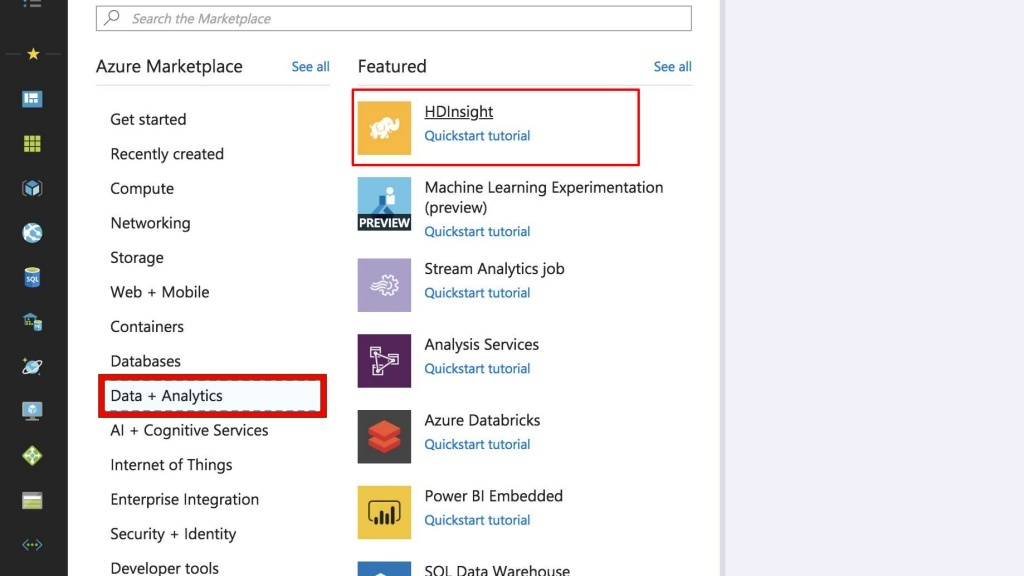 Search the Marketplace
Azure Marketplace
See all
Get started
Recently created
Compute
Networking
Storage
Web + Mobile
Containers
Databases
Data + Analytics
AI + Cognitive Services
Internet of Things
Enterprise Integration
Security + Identity
Developer tools
Featured
See all
HDInsight
Quickstart tutorial
PREVIEW
Machine Learning Experimentation
(preview)
Quickstart tutorial
Stream Analytics job
Quickstart tutorial
Analysis Services
Quickstart tutorial
Azure Databricks
Quickstart tutorial
Power BI Embedded
Quickstart tutorial
SQL Data Warehouse
SQL